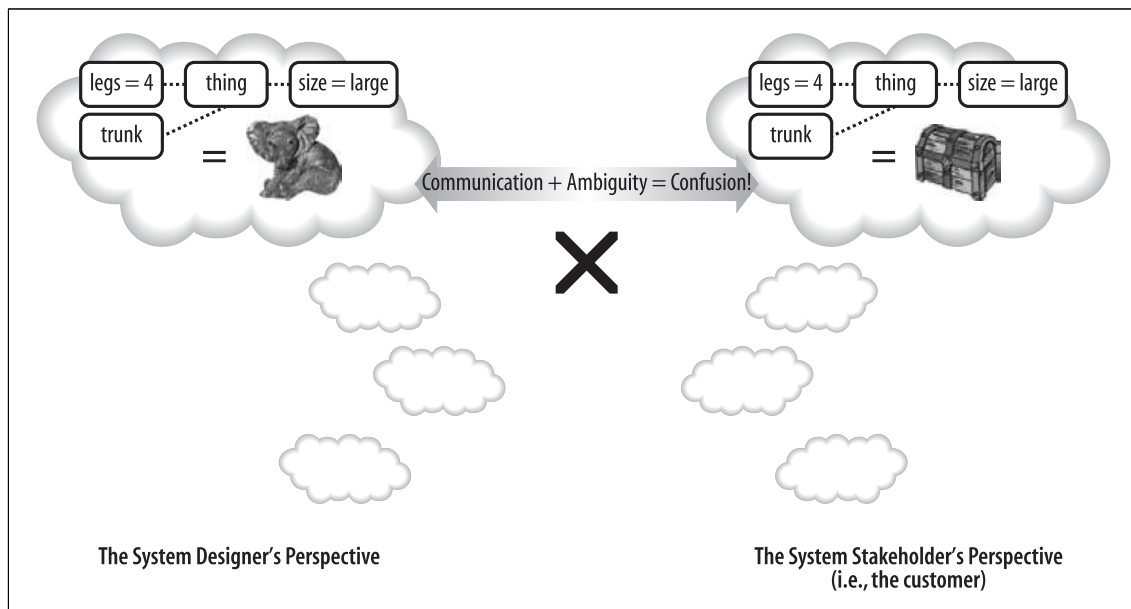 legs = 4 thing size = large
trunk
=
legs = 4 thing size = large
trunk
=
Communication + Ambiguity = Confusion!
The System Designer's Perspective
The System Stakeholder's Perspective
(i.e., the customer)